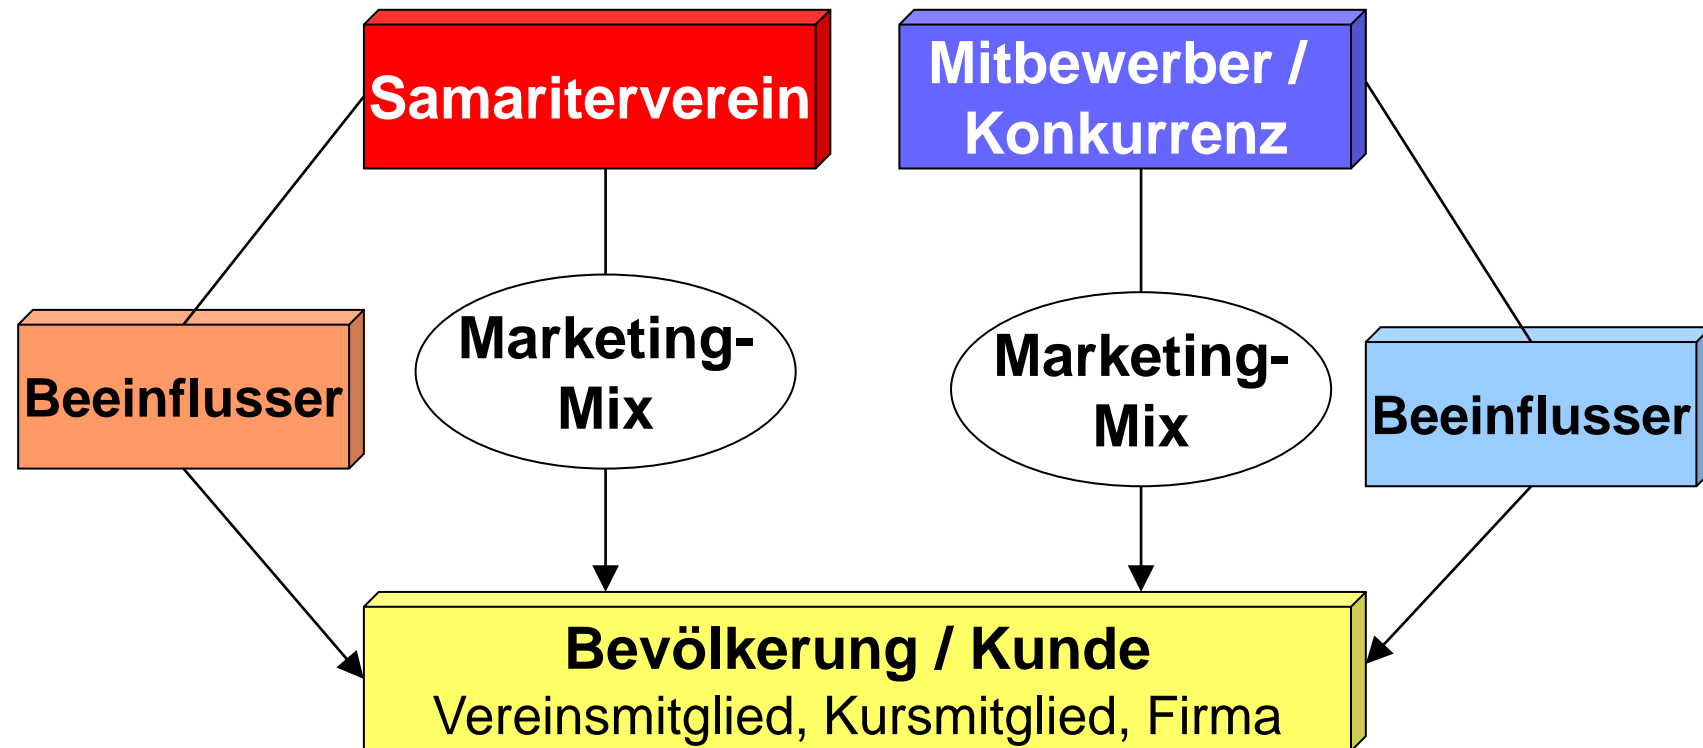 Samariterverein
Mitbewerber /
Konkurrenz
Marketing-
Mix
Marketing-
Mix
Beeinflusser
Beeinflusser
Bevölkerung / Kunde
Vereinsmitglied, Kursmitglied, Firma